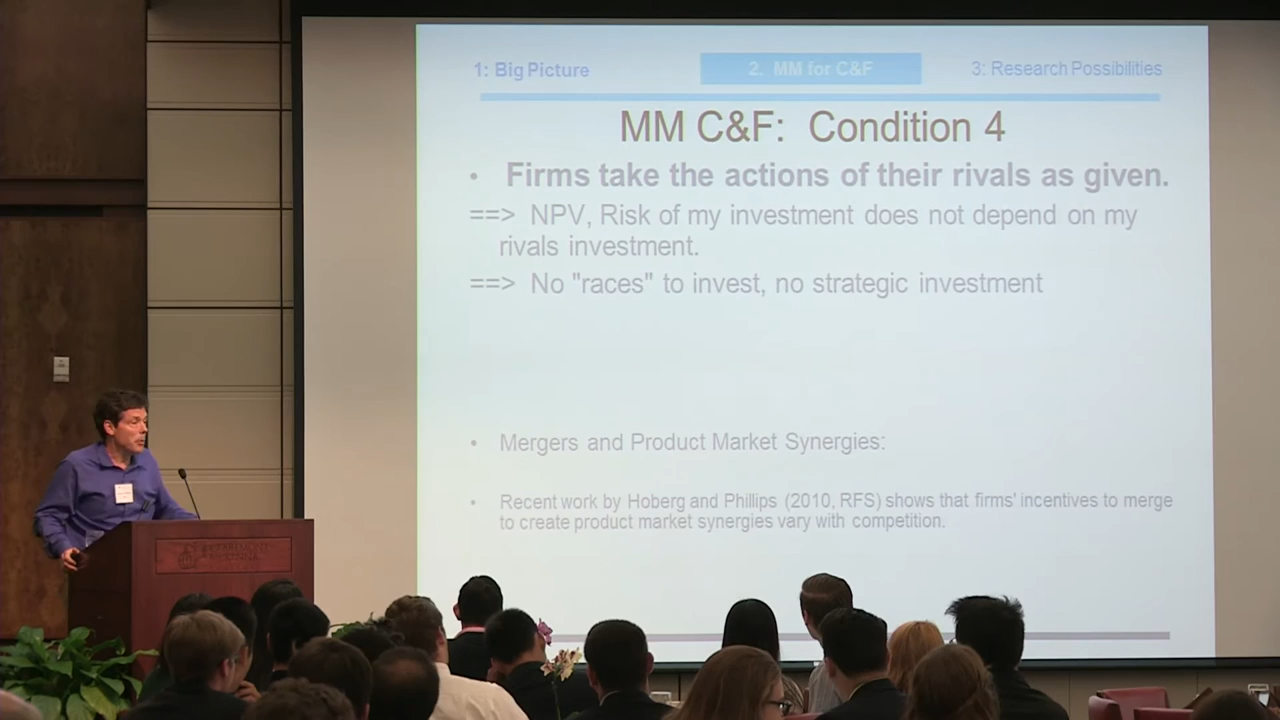 1: Big Picture
2. MM for C&F
3: Research Possibilities
MM C&F: Condition 4
• Firms take the actions of their rivals as given.
==> NPV, Risk of my investment does not depend on my
rivals investment.
==> No "races" to invest, no strategic investment
• Mergers and Product Market Synergies:
• Recent work by Hoberg and Phillips (2010, RFS) shows that firms' incentives to merge
to create product market synergies vary with competition.